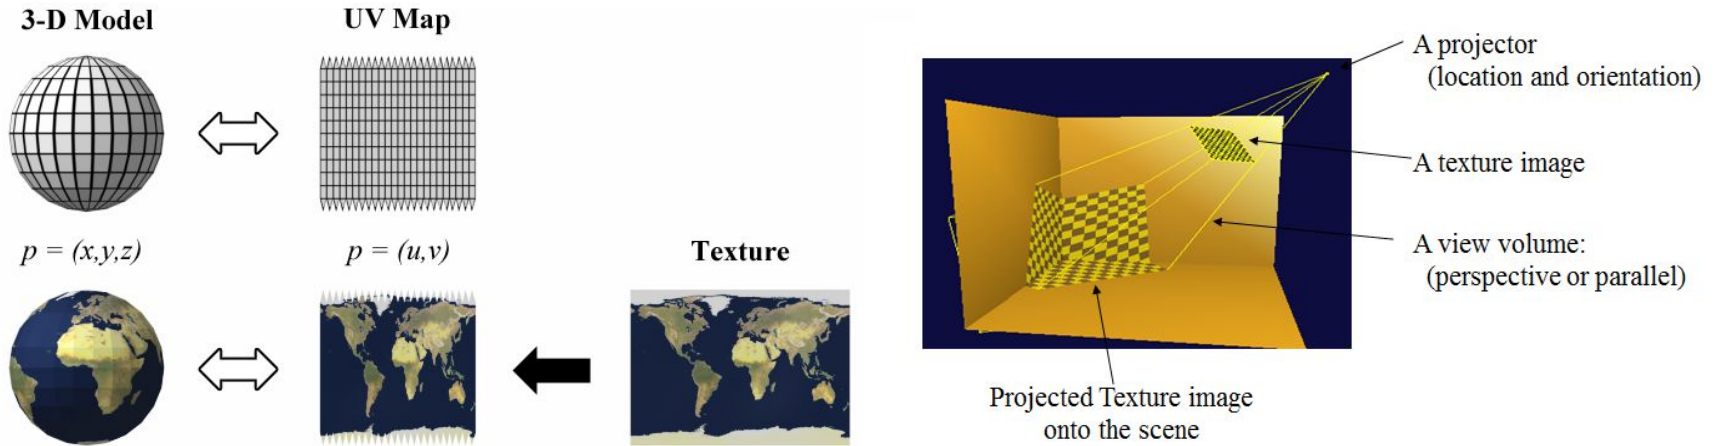 3-D Model
UV Map
p = (x,y,z)
p = (u,v)
Texture
A projector
(location and orientation)
A texture image
A view volume:
(perspective or parallel)
Projected Texture image
onto the scene